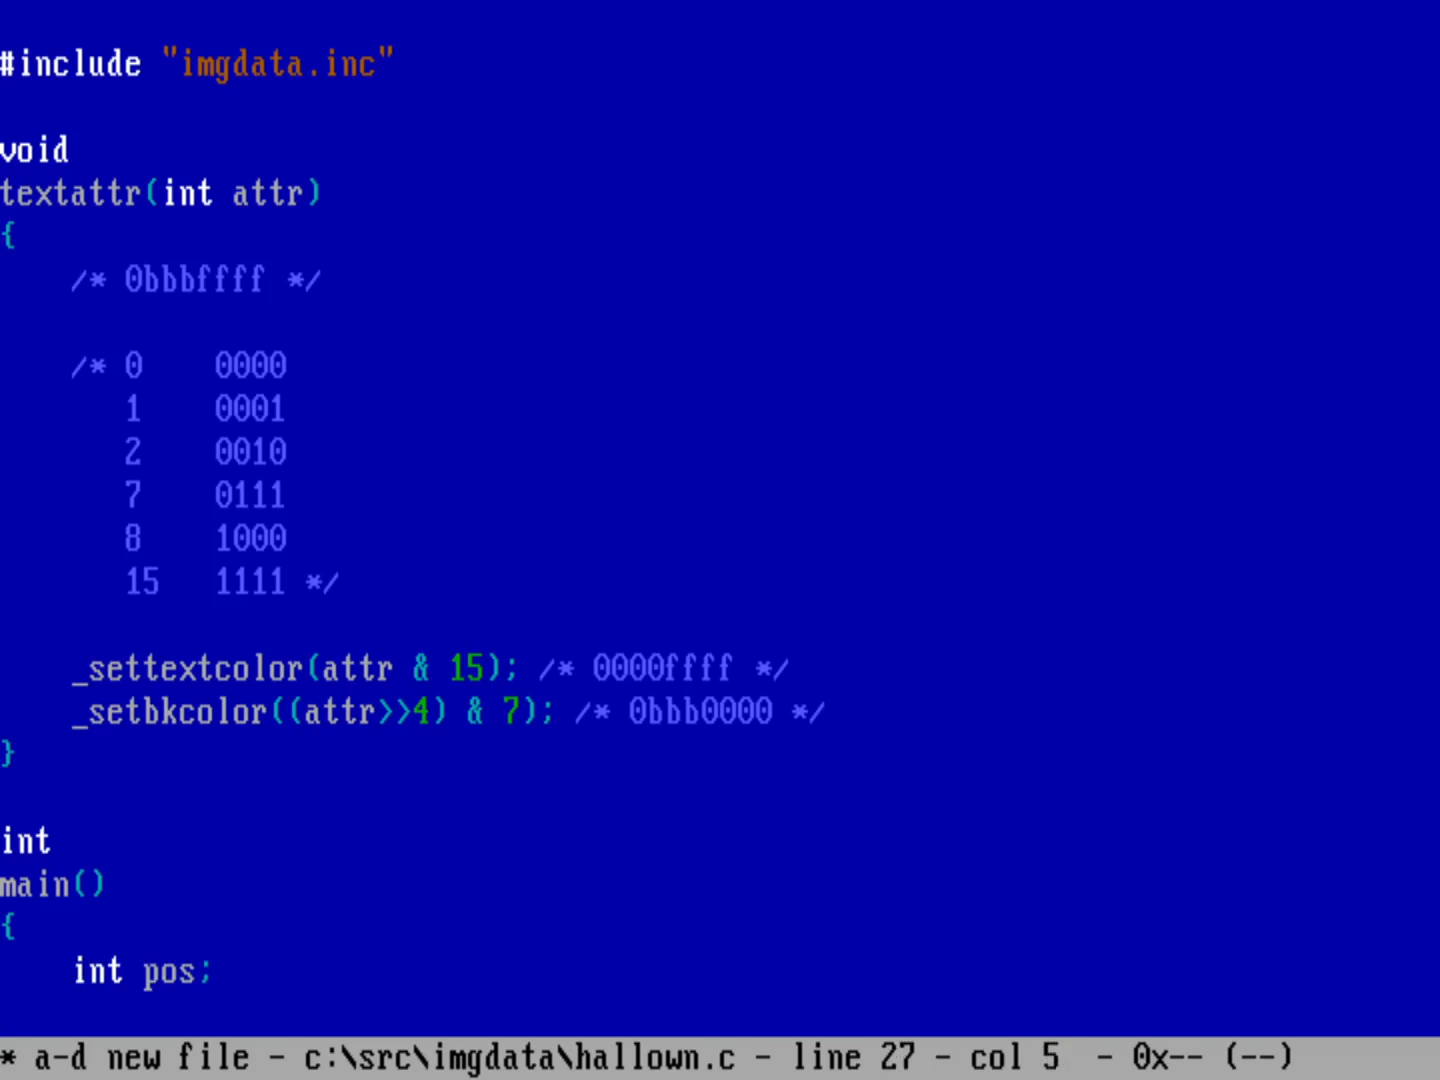 #include "imgdata.inc"
void
textattr(int attr)
{
/* 0bbbffff */
/* 0    0000
1    0001
2    0010
7    0111
8    1000
15   1111 */
_settextcolor(attr & 15); /* 0000ffff */
_setbkcolor((attr>>4) & 7); /* 0bbb0000 */
}
int
main()
{
int pos;
* a-d new file - c:\src\imgdata\hallown.c - line 27 - col 5  - 0x-- (--)